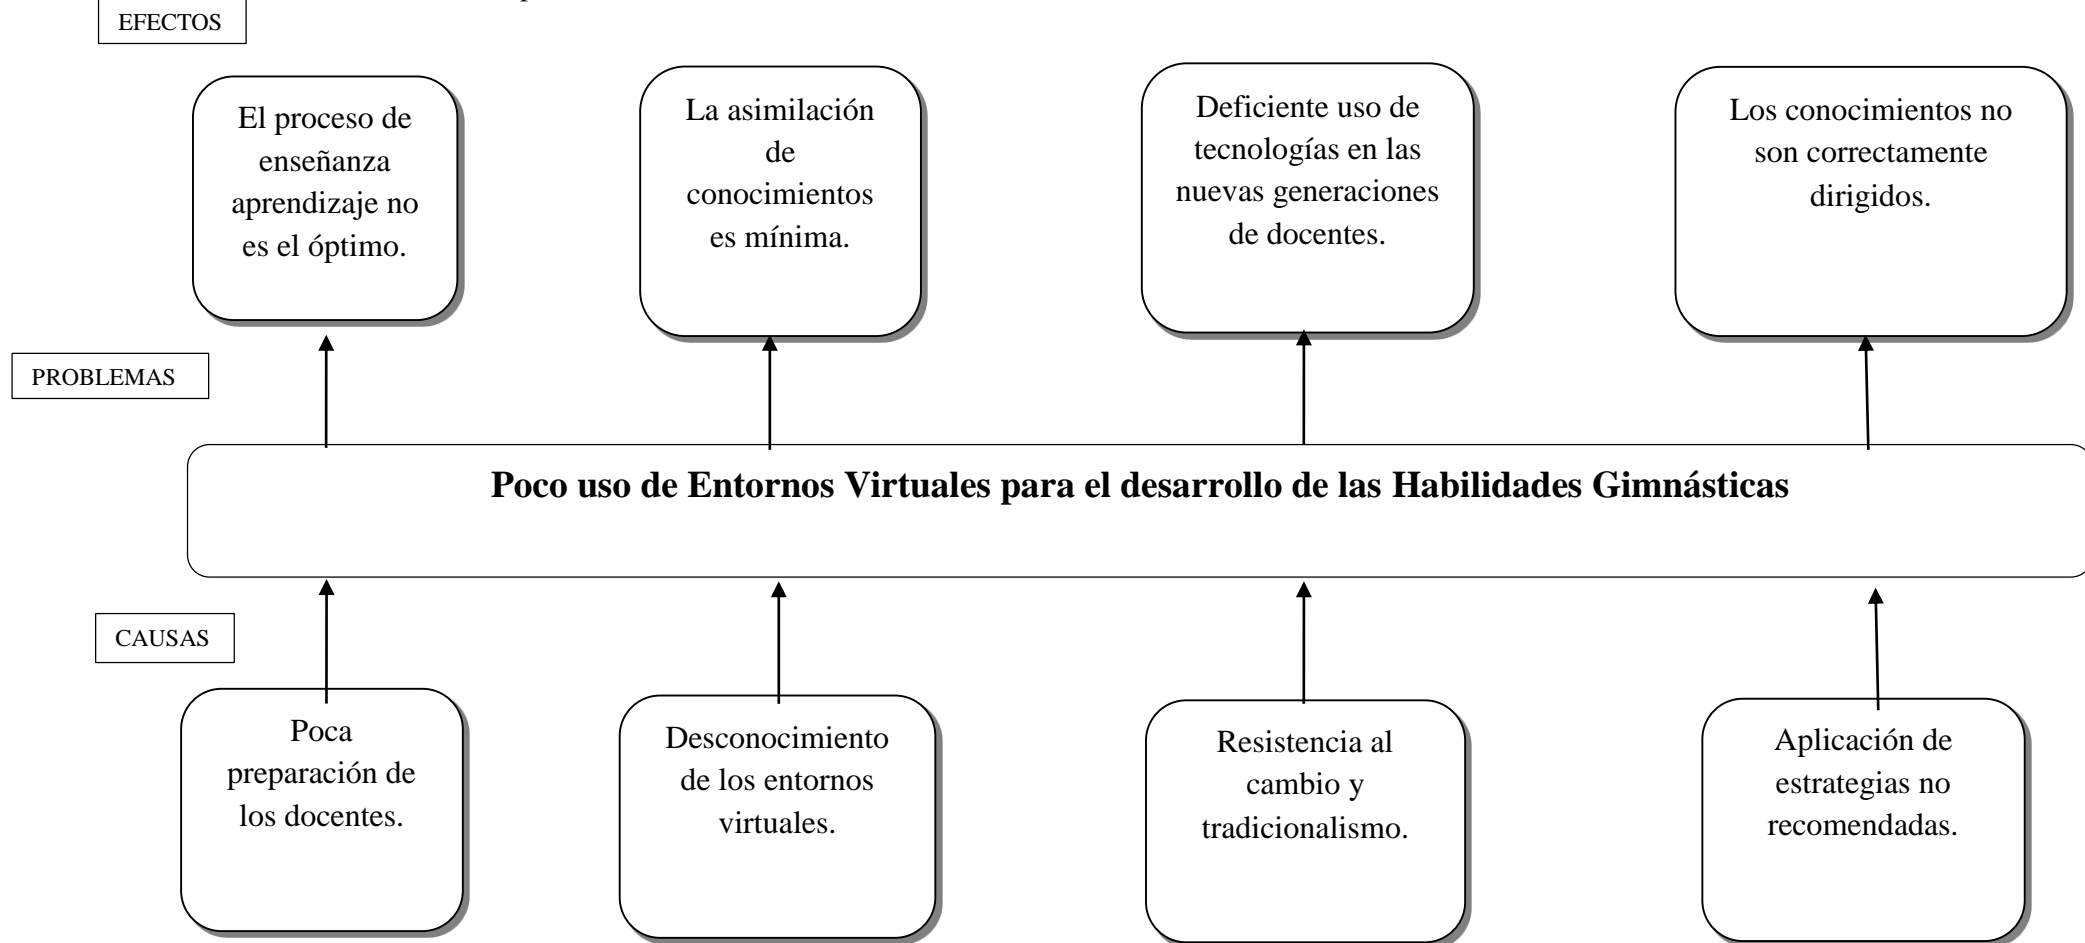 EFECTOS
El proceso de
enseñanza
aprendizaje no
es el óptimo.
La asimilación
de
conocimientos
es mínima.
Deficiente uso de
tecnologías en las
nuevas generaciones
de docentes.
Los conocimientos no
son correctamente
dirigidos.
PROBLEMAS
Poco uso de Entornos Virtuales para el desarrollo de las Habilidades Gimnásticas
CAUSAS
Poca
preparación de
los docentes.
Desconocimiento
de los entornos
virtuales.
Resistencia al
cambio y
tradicionalismo.
Aplicación de
estrategias no
recomendadas.